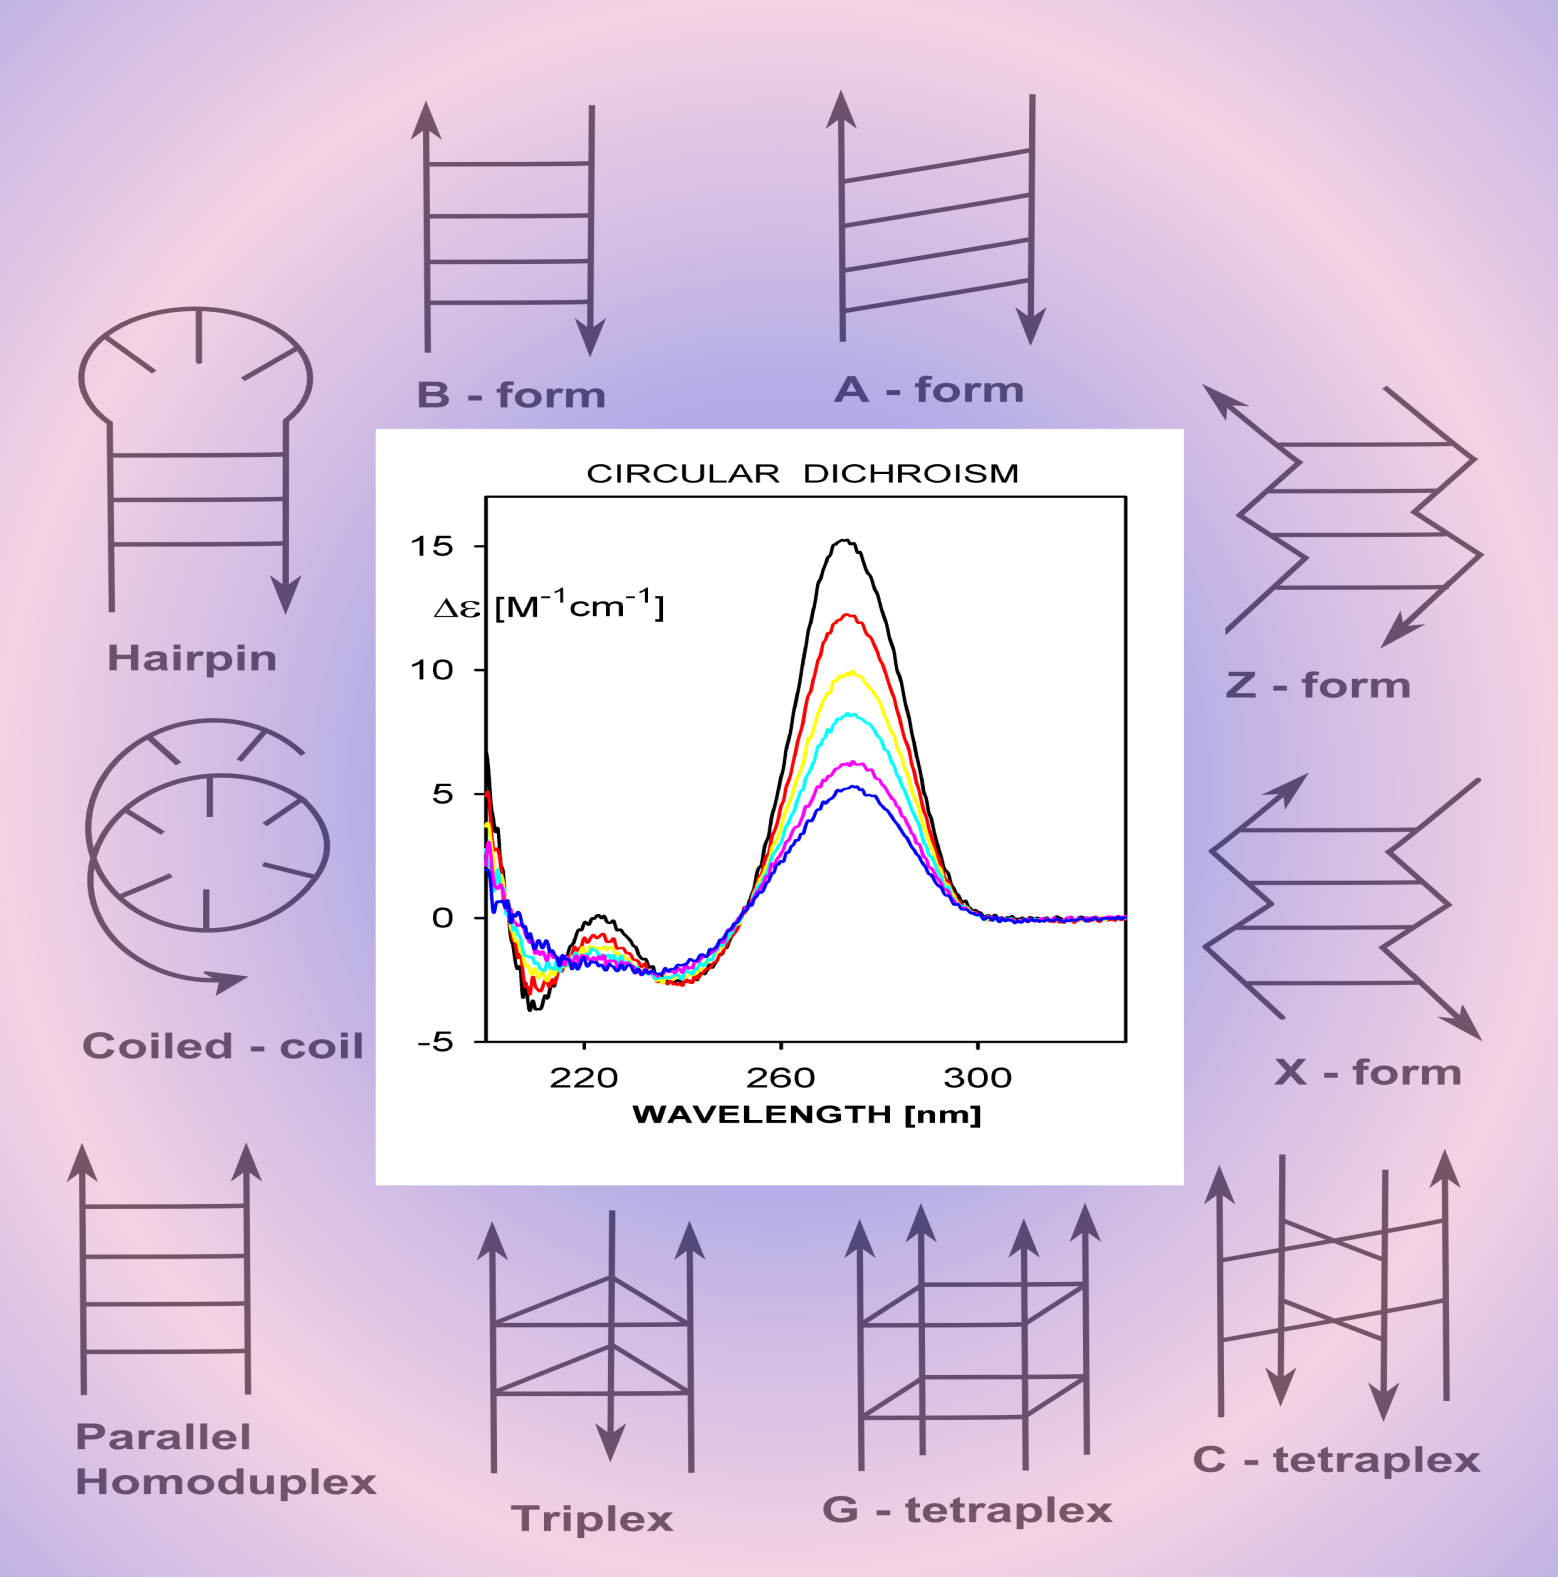 B - form
A - form
Hairpin
CIRCULAR DICHROISM
15
Δε [M⁻¹cm⁻¹]
10
5
0
-5
220 260 300
WAVELENGTH [nm]
Z - form
Coiled - coil
X - form
Parallel
Homoduplex
Triplex
G - tetraplex
C - tetraplex